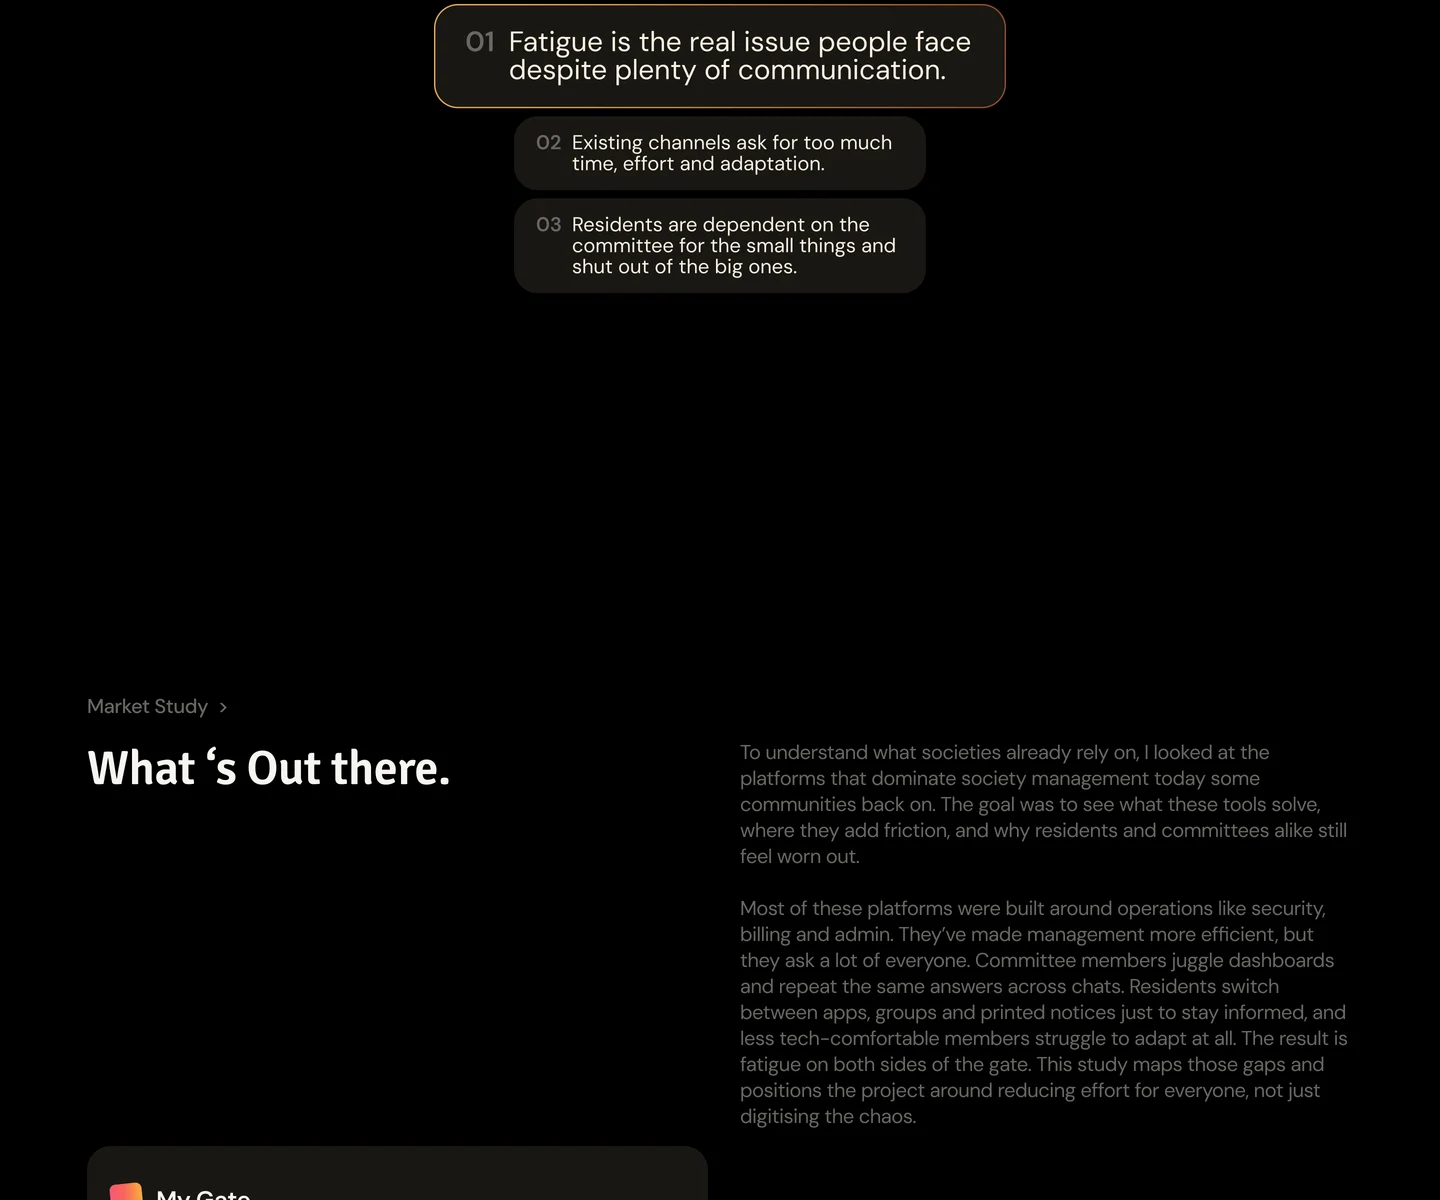 01 Fatigue is the real issue people face
despite plenty of communication.
02 Existing channels ask for too much
time, effort and adaptation.
03 Residents are dependent on the
committee for the small things and
shut out of the big ones.
Market Study >
What ‘s Out there.
To understand what societies already rely on, I looked at the
platforms that dominate society management today some
communities back on. The goal was to see what these tools solve,
where they add friction, and why residents and committees alike still
feel worn out.
Most of these platforms were built around operations like security,
billing and admin. They’ve made management more efficient, but
they ask a lot of everyone. Committee members juggle dashboards
and repeat the same answers across chats. Residents switch
between apps, groups and printed notices just to stay informed, and
less tech-comfortable members struggle to adapt at all. The result is
fatigue on both sides of the gate. This study maps those gaps and
positions the project around reducing effort for everyone, not just
digitising the chaos.
My Gate